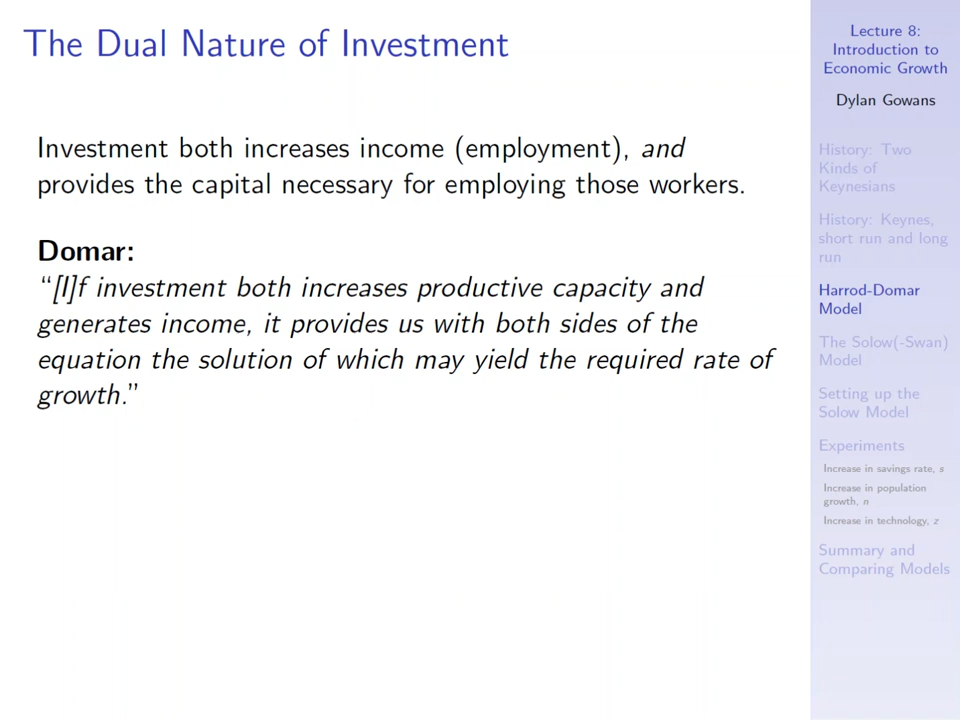 The Dual Nature of Investment
Investment both increases income (employment), and
provides the capital necessary for employing those workers.
Domar:
“[I]f investment both increases productive capacity and
generates income, it provides us with both sides of the
equation the solution of which may yield the required rate of
growth.”
Lecture 8:
Introduction to
Economic Growth
Dylan Gowans
History: Two
Kinds of
Keynesians
History: Keynes,
short run and long
run
Harrod-Domar
Model
The Solow(-Swan)
Model
Setting up the
Solow Model
Experiments
Increase in savings rate, s
Increase in population
growth, n
Increase in technology, z
Summary and
Comparing Models